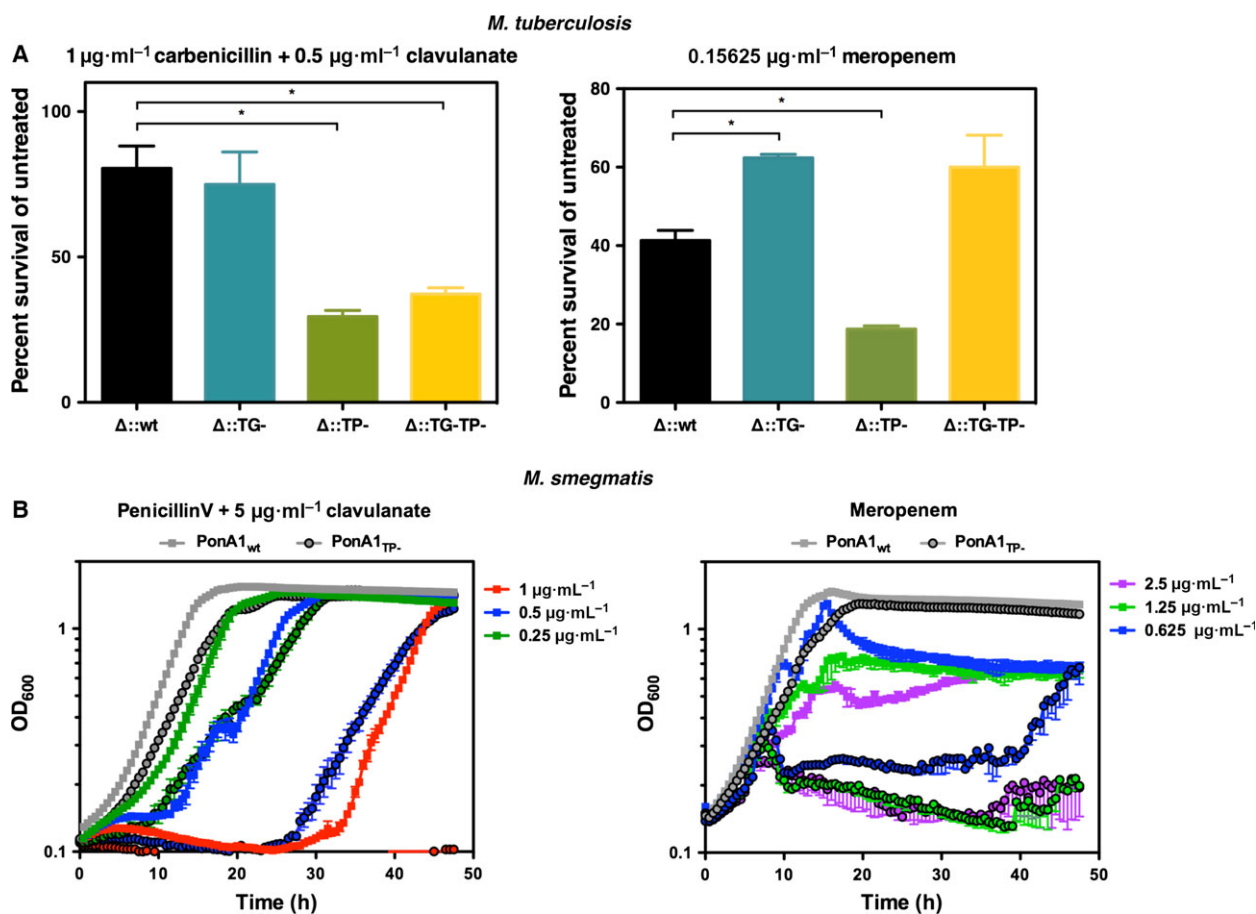 M. tuberculosis
A
1 µg·ml⁻¹ carbenicillin + 0.5 µg·ml⁻¹ clavulanate
Percent survival of untreated
100
50
0
*
*
Δ::wt
Δ::TG-
Δ::TP-
Δ::TG-TP-
0.15625 µg·ml⁻¹ meropenem
Percent survival of untreated
80
60
40
20
0
*
*
Δ::wt
Δ::TG-
Δ::TP-
Δ::TG-TP-
M. smegmatis
B
PenicillinV + 5 µg·ml⁻¹ clavulanate
PonA1wt
PonA1TP-
OD600
1
0.1
0
10
20
30
40
50
Time (h)
1 µg·mL⁻¹
0.5 µg·mL⁻¹
0.25 µg·mL⁻¹
Meropenem
PonA1wt
PonA1TP-
OD600
1
0.1
0
10
20
30
40
50
Time (h)
2.5 µg·mL⁻¹
1.25 µg·mL⁻¹
0.625 µg·mL⁻¹